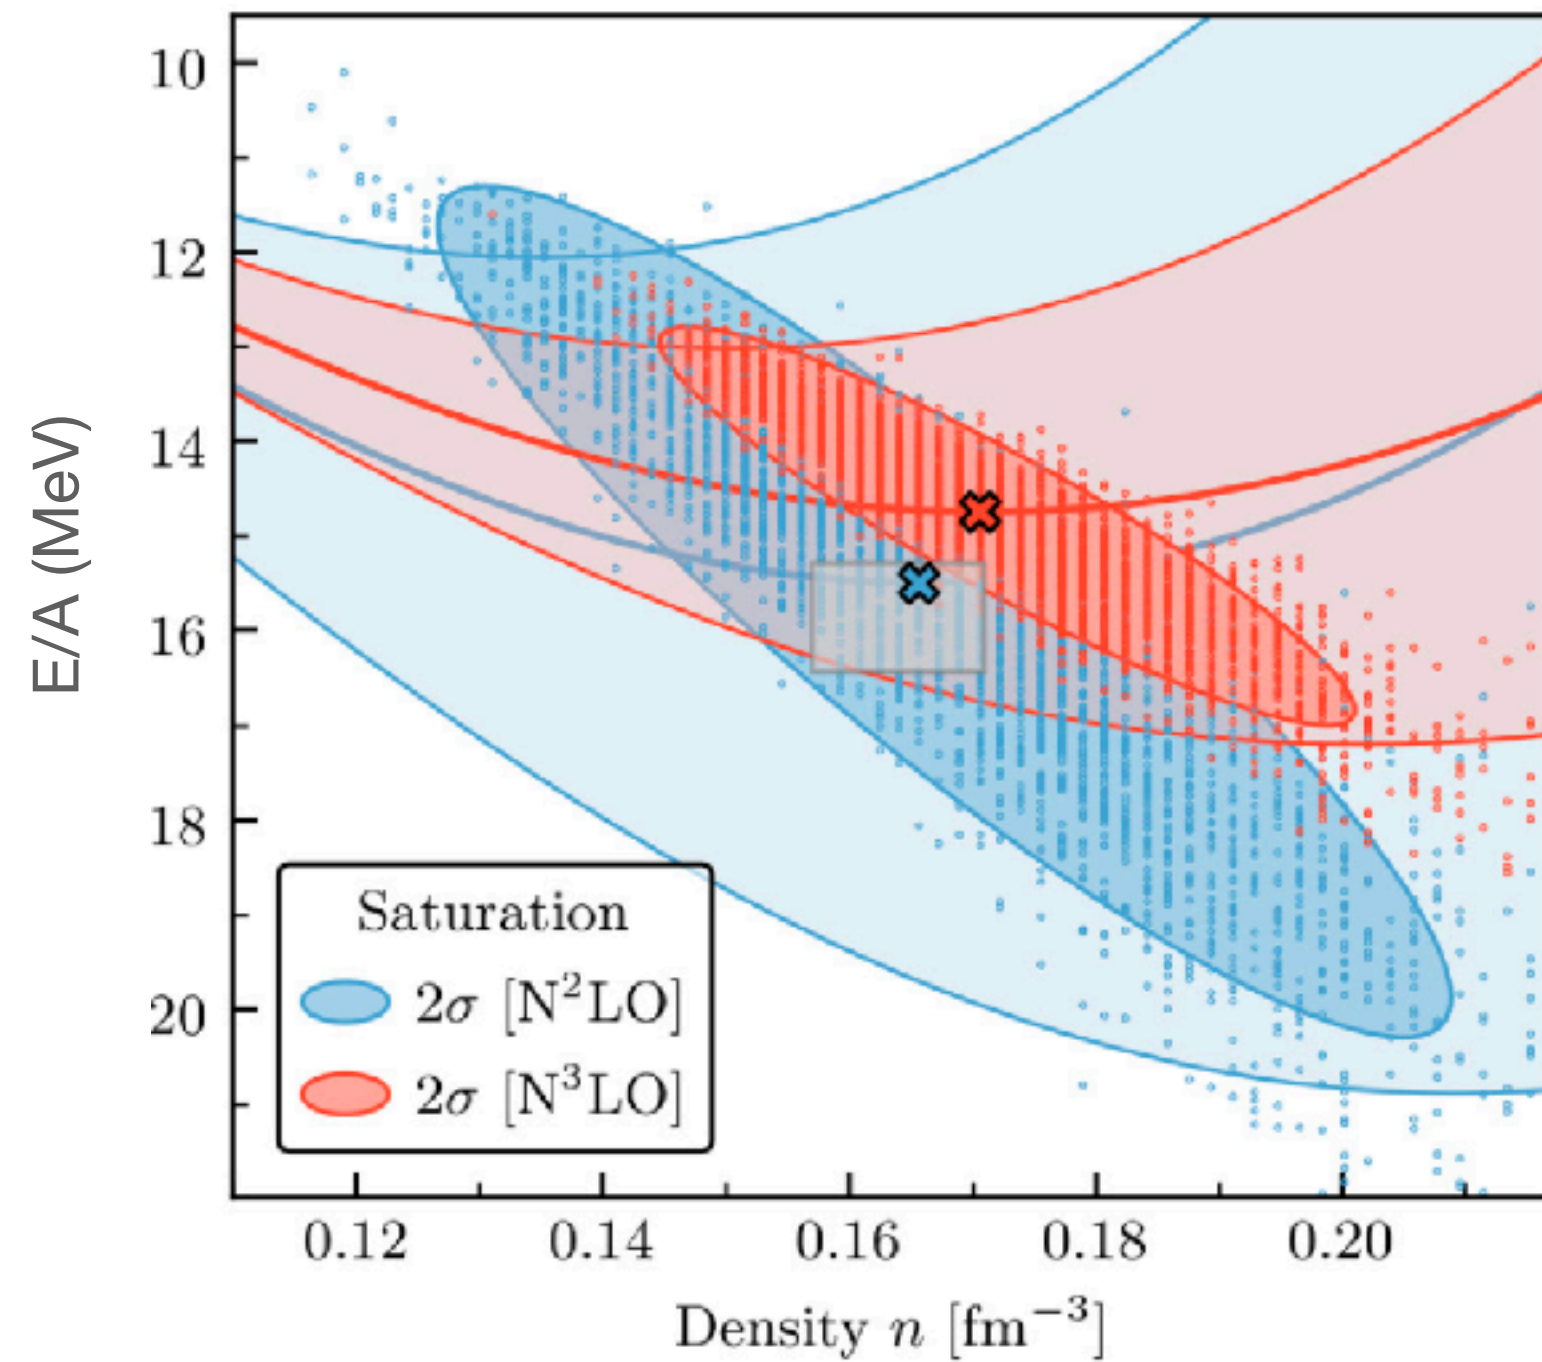 10
12
14
16
18
20
E/A (MeV)
Saturation
2σ [N²LO]
2σ [N³LO]
0.12 0.14 0.16 0.18 0.20
Density n [fm⁻³]